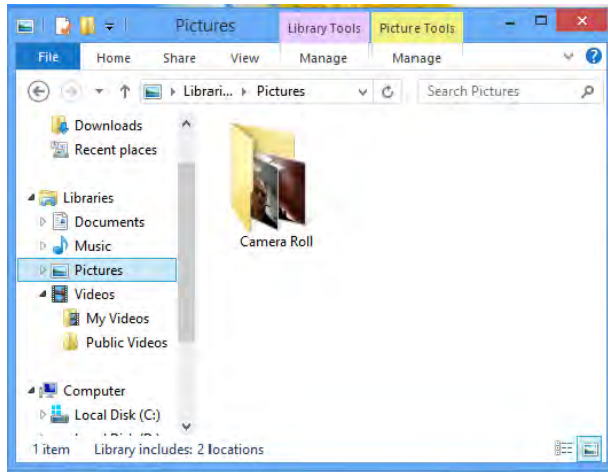 Pictures
Library Tools
Picture Tools
File
Home
Share
View
Manage
Manage
Librari...
Pictures
Search Pictures
Downloads
Recent places
Libraries
Documents
Music
Pictures
Videos
My Videos
Public Videos
Computer
Local Disk (C:)
Camera Roll
1 item
Library includes: 2 locations